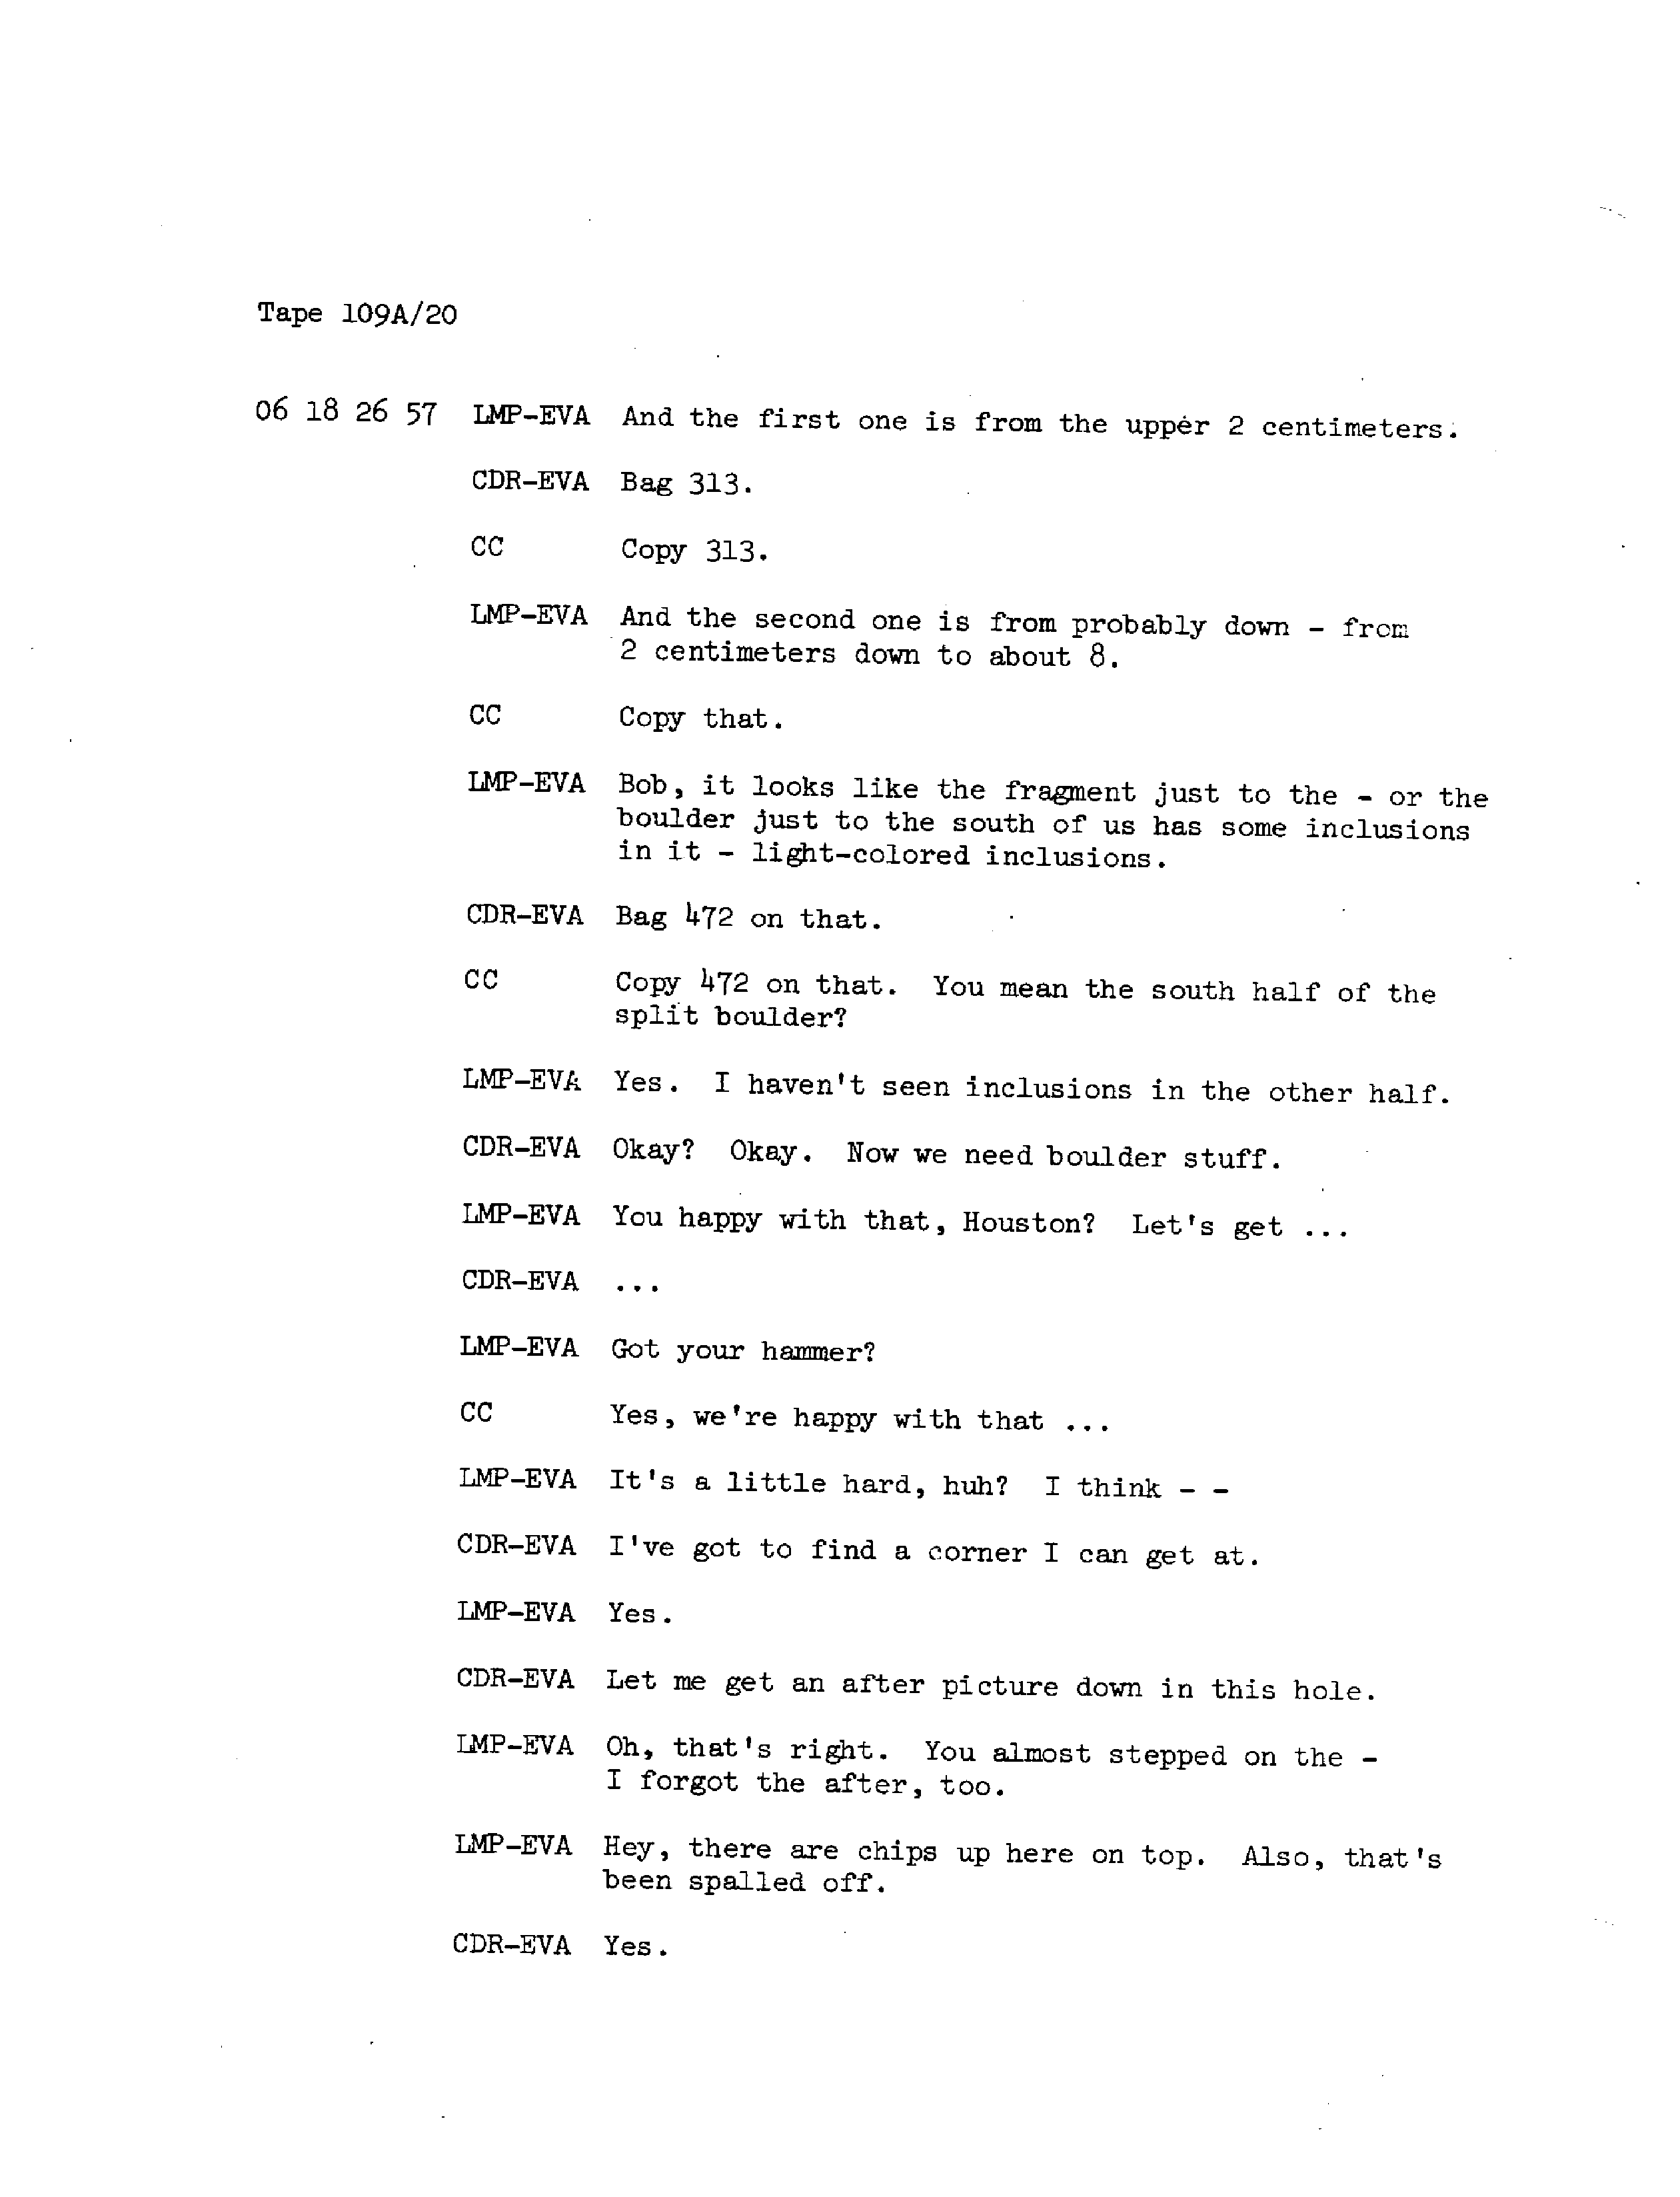 Tape 109A/20
06 18 26 57 LMP-EVA And the first one is from the upper 2 centimeters.
CDR-EVA Bag 313.
CC Copy 313.
LMP-EVA And the second one is from probably down - from
2 centimeters down to about 8.
CC Copy that.
LMP-EVA Bob, it looks like the fragment just to the - or the
boulder just to the south of us has some inclusions
in it - light-colored inclusions.
CDR-EVA Bag 472 on that.
CC Copy 472 on that. You mean the south half of the
split boulder?
LMP-EVA Yes. I haven't seen inclusions in the other half.
CDR-EVA Okay? Okay. Now we need boulder stuff.
LMP-EVA You happy with that, Houston? Let's get ...
CDR-EVA ...
LMP-EVA Got your hammer?
CC Yes, we're happy with that ...
LMP-EVA It's a little hard, huh? I think - -
CDR-EVA I've got to find a corner I can get at.
LMP-EVA Yes.
CDR-EVA Let me get an after picture down in this hole.
LMP-EVA Oh, that's right. You almost stepped on the -
I forgot the after, too.
LMP-EVA Hey, there are chips up here on top. Also, that's
been spalled off.
CDR-EVA Yes.